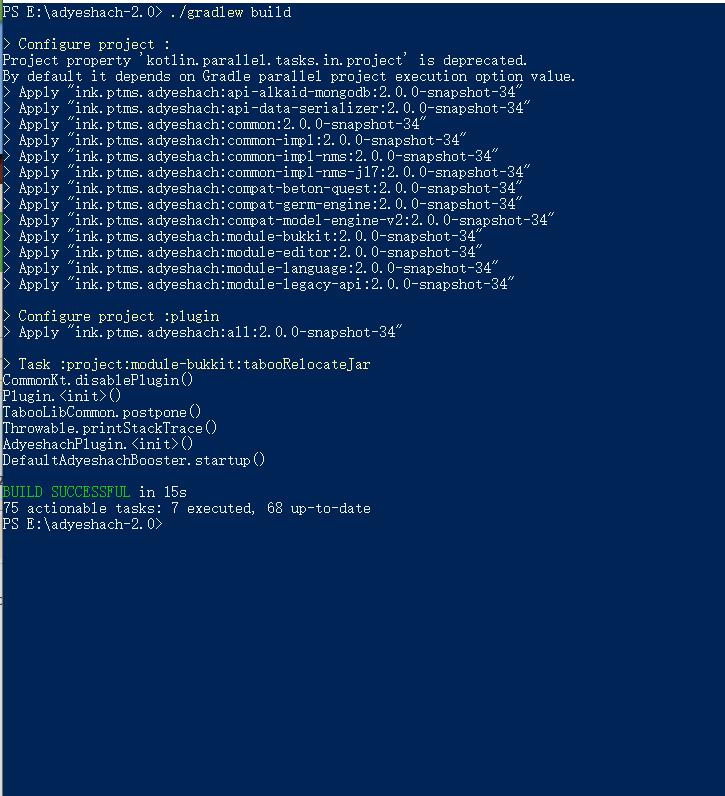 PS E:\adyeshach-2.0> ./gradlew build
> Configure project :
Project property 'kotlin.parallel.tasks.in.project' is deprecated.
By default it depends on Gradle parallel project execution option value.
> Apply "ink.ptms.adyeshach:api-alkaid-mongodb:2.0.0-snapshot-34"
> Apply "ink.ptms.adyeshach:api-data-serializer:2.0.0-snapshot-34"
> Apply "ink.ptms.adyeshach:common:2.0.0-snapshot-34"
> Apply "ink.ptms.adyeshach:common-impl:2.0.0-snapshot-34"
> Apply "ink.ptms.adyeshach:common-impl-nms:2.0.0-snapshot-34"
> Apply "ink.ptms.adyeshach:common-impl-nms-j17:2.0.0-snapshot-34"
> Apply "ink.ptms.adyeshach:compat-beton-quest:2.0.0-snapshot-34"
> Apply "ink.ptms.adyeshach:compat-germ-engine:2.0.0-snapshot-34"
> Apply "ink.ptms.adyeshach:compat-model-engine-v2:2.0.0-snapshot-34"
> Apply "ink.ptms.adyeshach:module-bukkit:2.0.0-snapshot-34"
> Apply "ink.ptms.adyeshach:module-editor:2.0.0-snapshot-34"
> Apply "ink.ptms.adyeshach:module-language:2.0.0-snapshot-34"
> Apply "ink.ptms.adyeshach:module-legacy-api:2.0.0-snapshot-34"
> Configure project :plugin
> Apply "ink.ptms.adyeshach:all:2.0.0-snapshot-34"
> Task :project:module-bukkit:tabooRelocateJar
CommonKt.disablePlugin()
Plugin.<init>()
TabooLibCommon.postpone()
Throwable.printStackTrace()
AdyeshachPlugin.<init>()
DefaultAdyeshachBooster.startup()
BUILD SUCCESSFUL in 15s
75 actionable tasks: 7 executed, 68 up-to-date
PS E:\adyeshach-2.0>